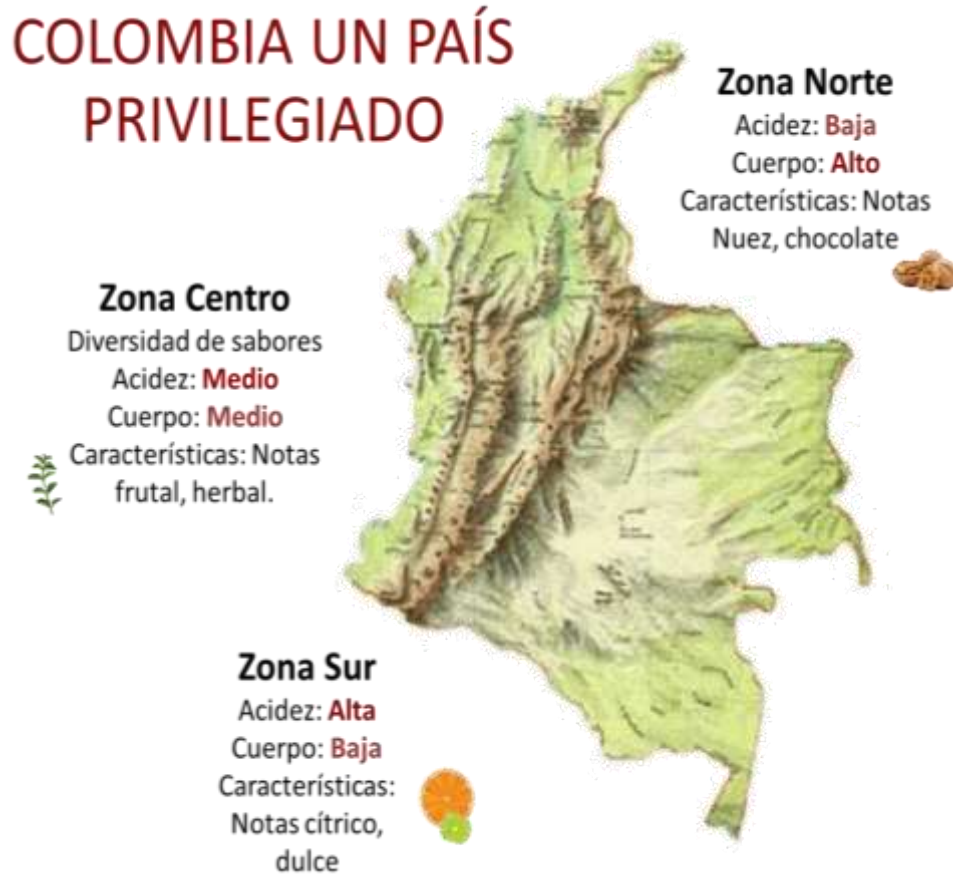 COLOMBIA UN PAÍS
PRIVILEGIADO
Zona Norte
Acidez: Baja
Cuerpo: Alto
Características: Notas
Nuez, chocolate
Zona Centro
Diversidad de sabores
Acidez: Medio
Cuerpo: Medio
Características: Notas
frutal, herbal.
Zona Sur
Acidez: Alta
Cuerpo: Baja
Características:
Notas cítrico,
dulce